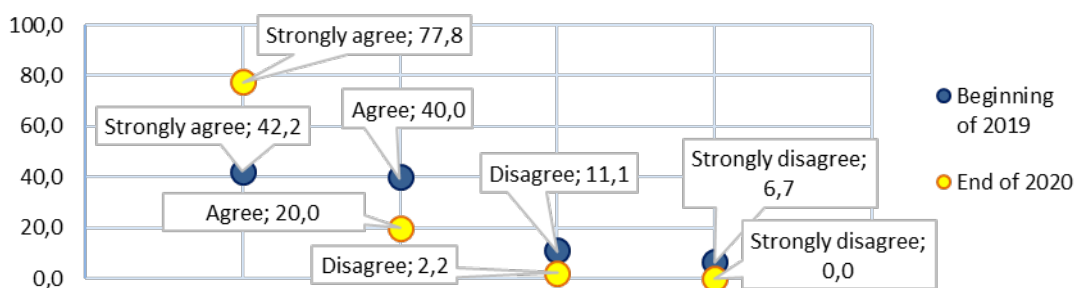 100,0
80,0
60,0
40,0
20,0
0,0
Strongly agree; 77,8
Strongly agree; 42,2
Agree; 40,0
Agree; 20,0
Disagree; 11,1
Disagree; 2,2
Strongly disagree;
6,7
Strongly disagree;
0,0
Beginning
of 2019
End of 2020